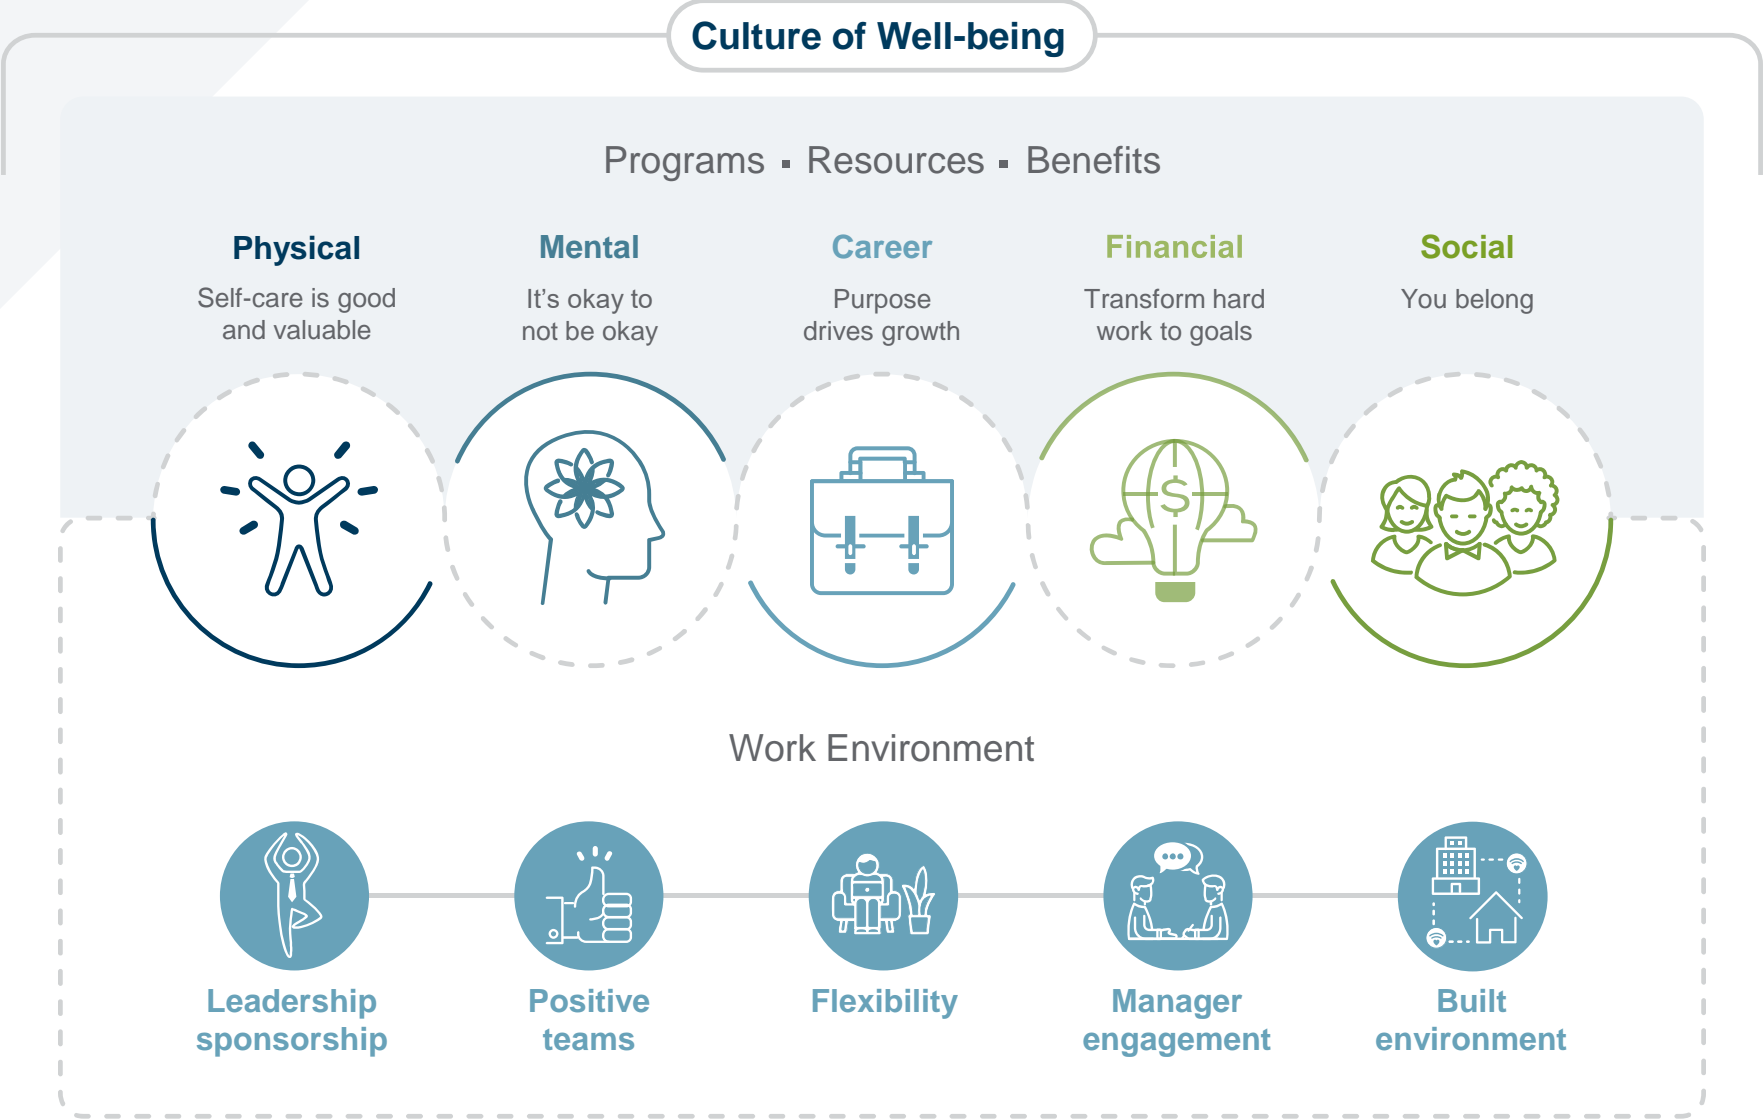 Culture of Well-being
Programs ▪ Resources ▪ Benefits
Physical
Self-care is good
and valuable
Mental
It’s okay to
not be okay
Career
Purpose
drives growth
Financial
Transform hard
work to goals
Social
You belong
$
Work Environment
Leadership
sponsorship
Positive
teams
Flexibility
Manager
engagement
Built
environment